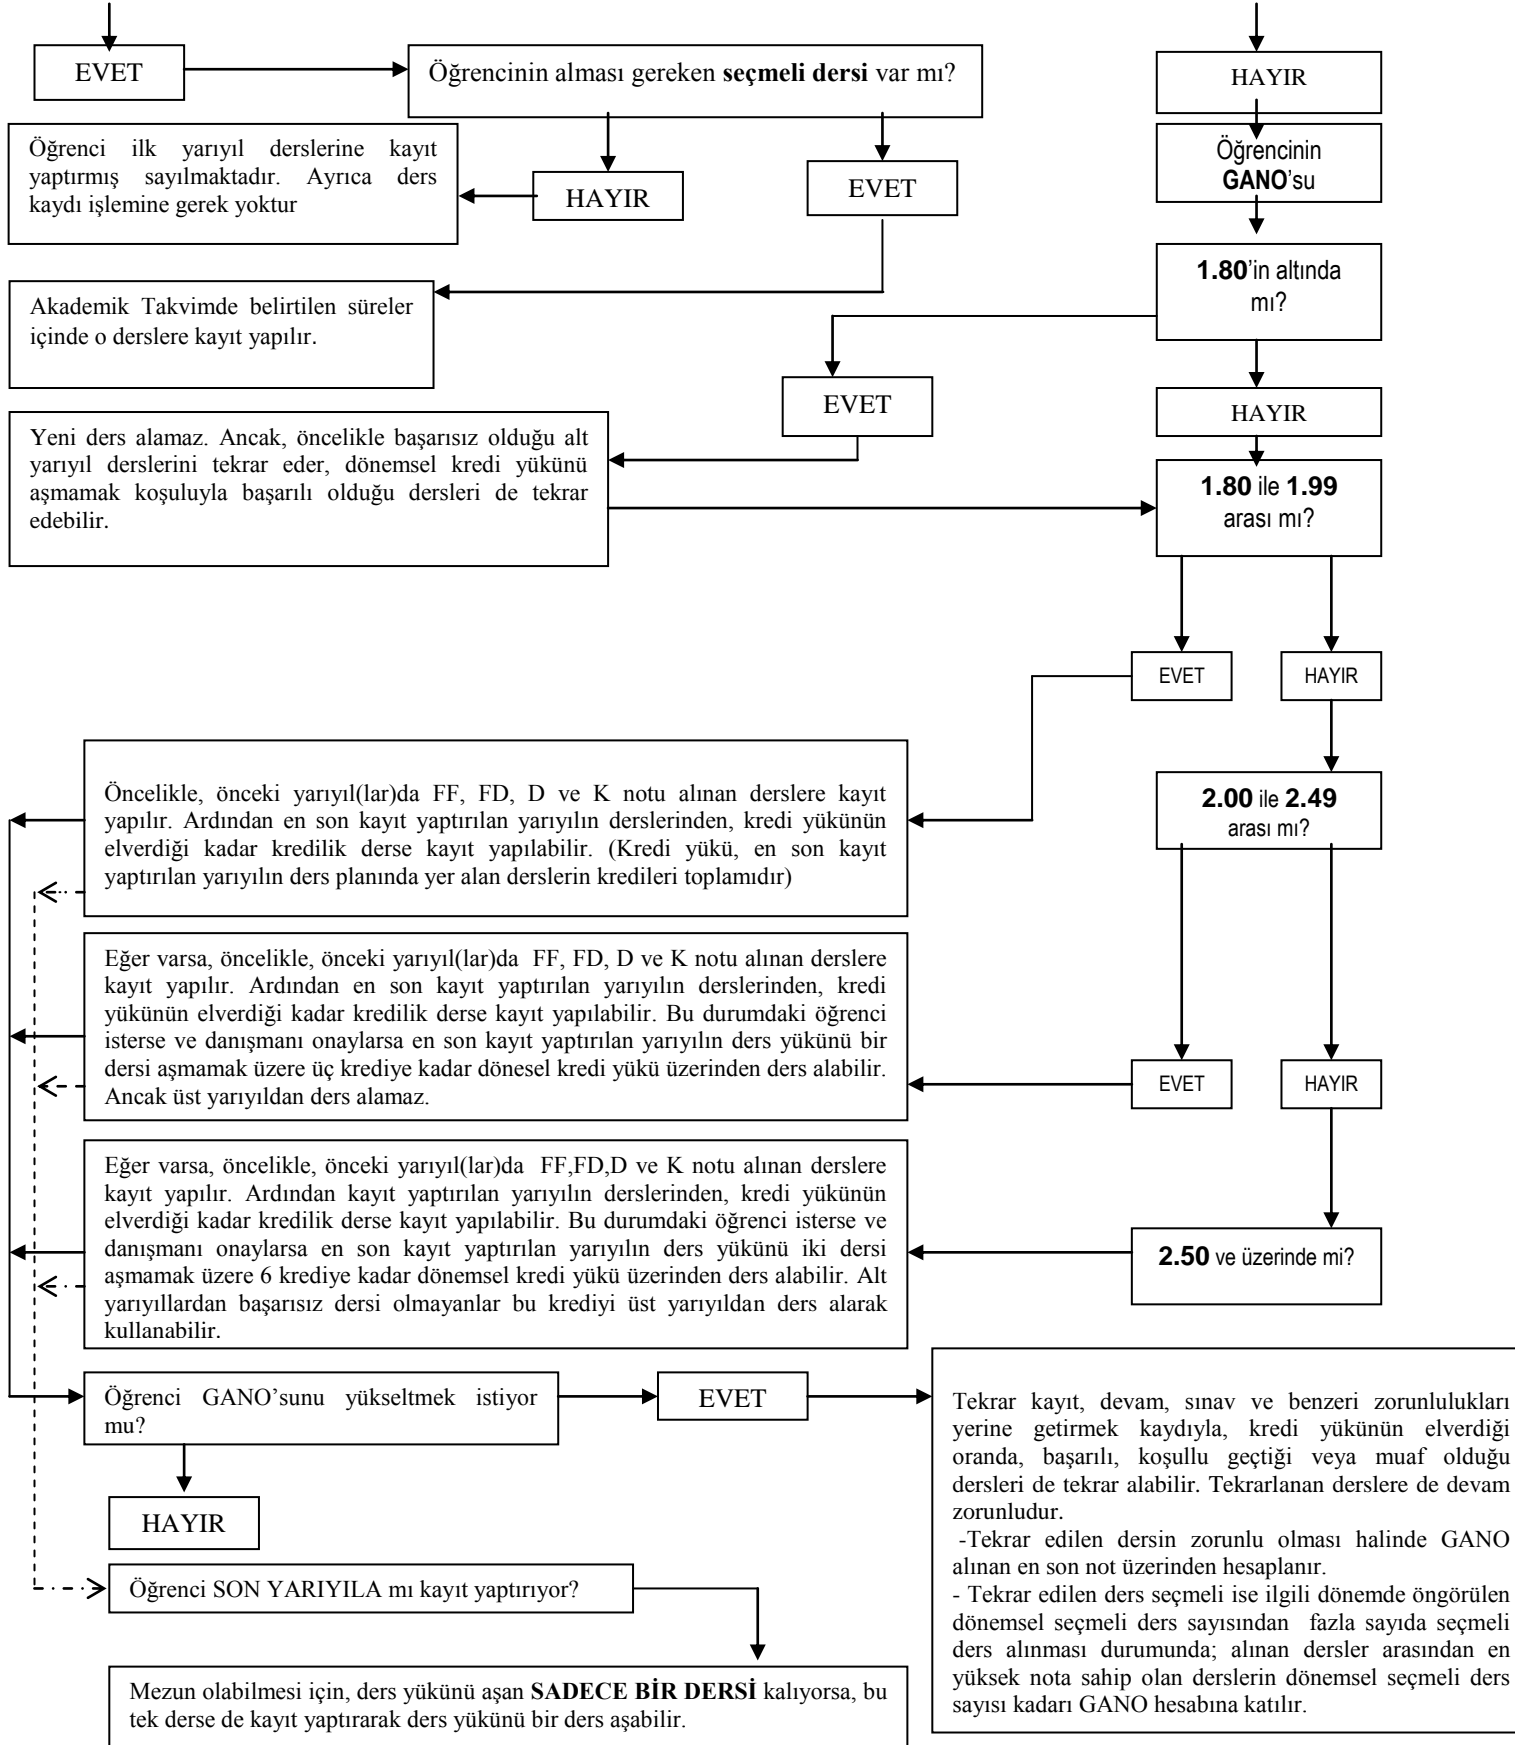 EVET
Öğrencinin alması gereken seçmeli dersi var mı?
HAYIR
Öğrenci ilk yarıyıl derslerine kayıt
yaptırmış sayılmaktadır. Ayrıca ders
kaydı işlemine gerek yoktur
HAYIR
EVET
Öğrencinin
GANO’su
Akademik Takvimde belirtilen süreler
içinde o derslere kayıt yapılır.
1.80’in altında
mı?
EVET
HAYIR
Yeni ders alamaz. Ancak, öncelikle başarısız olduğu alt
yarıyıl derslerini tekrar eder, dönemsel kredi yükünü
aşmamak koşuluyla başarılı olduğu dersleri de tekrar
edebilir.
1.80 ile 1.99
arası mı?
EVET
HAYIR
Öncelikle, önceki yarıyıl(lar)da FF, FD, D ve K notu alınan derslere kayıt
yapılır. Ardından en son kayıt yaptırılan yarıyılın derslerinden, kredi yükünün
elverdiği kadar kredilik derse kayıt yapılabilir. (Kredi yükü, en son kayıt
yaptırılan yarıyılın ders planında yer alan derslerin kredileri toplamıdır)
2.00 ile 2.49
arası mı?
Eğer varsa, öncelikle, önceki yarıyıl(lar)da FF, FD, D ve K notu alınan derslere
kayıt yapılır. Ardından en son kayıt yaptırılan yarıyılın derslerinden, kredi
yükünün elverdiği kadar kredilik derse kayıt yapılabilir. Bu durumdaki öğrenci
isterse ve danışmanı onaylarsa en son kayıt yaptırılan yarıyılın ders yükünü bir
dersi aşmamak üzere üç krediye kadar dönesel kredi yükü üzerinden ders alabilir.
Ancak üst yarıyıldan ders alamaz.
EVET
HAYIR
Eğer varsa, öncelikle, önceki yarıyıl(lar)da FF,FD,D ve K notu alınan derslere
kayıt yapılır. Ardından kayıt yaptırılan yarıyılın derslerinden, kredi yükünün
elverdiği kadar kredilik derse kayıt yapılabilir. Bu durumdaki öğrenci isterse ve
danışmanı onaylarsa en son kayıt yaptırılan yarıyılın ders yükünü iki dersi
aşmamak üzere 6 krediye kadar dönemsel kredi yükü üzerinden ders alabilir. Alt
yarıyıllardan başarısız dersi olmayanlar bu krediyi üst yarıyıldan ders alarak
kullanabilir.
2.50 ve üzerinde mi?
Öğrenci GANO’sunu yükseltmek istiyor
mu?
EVET
Tekrar kayıt, devam, sınav ve benzeri zorunlulukları
yerine getirmek kaydıyla, kredi yükünün elverdiği
oranda, başarılı, koşullu geçtiği veya muaf olduğu
dersleri de tekrar alabilir. Tekrarlanan derslere de devam
zorunludur.
-Tekrar edilen dersin zorunlu olması halinde GANO
alınan en son not üzerinden hesaplanır.
- Tekrar edilen ders seçmeli ise ilgili dönemde öngörülen
dönemsel seçmeli ders sayısından fazla sayıda seçmeli
ders alınması durumunda; alınan dersler arasından en
yüksek nota sahip olan derslerin dönemsel seçmeli ders
sayısı kadarı GANO hesabına katılır.
HAYIR
Öğrenci SON YARIYILA mı kayıt yaptırıyor?
Mezun olabilmesi için, ders yükünü aşan SADECE BİR DERSİ kalıyorsa, bu
tek derse de kayıt yaptırarak ders yükünü bir ders aşabilir.